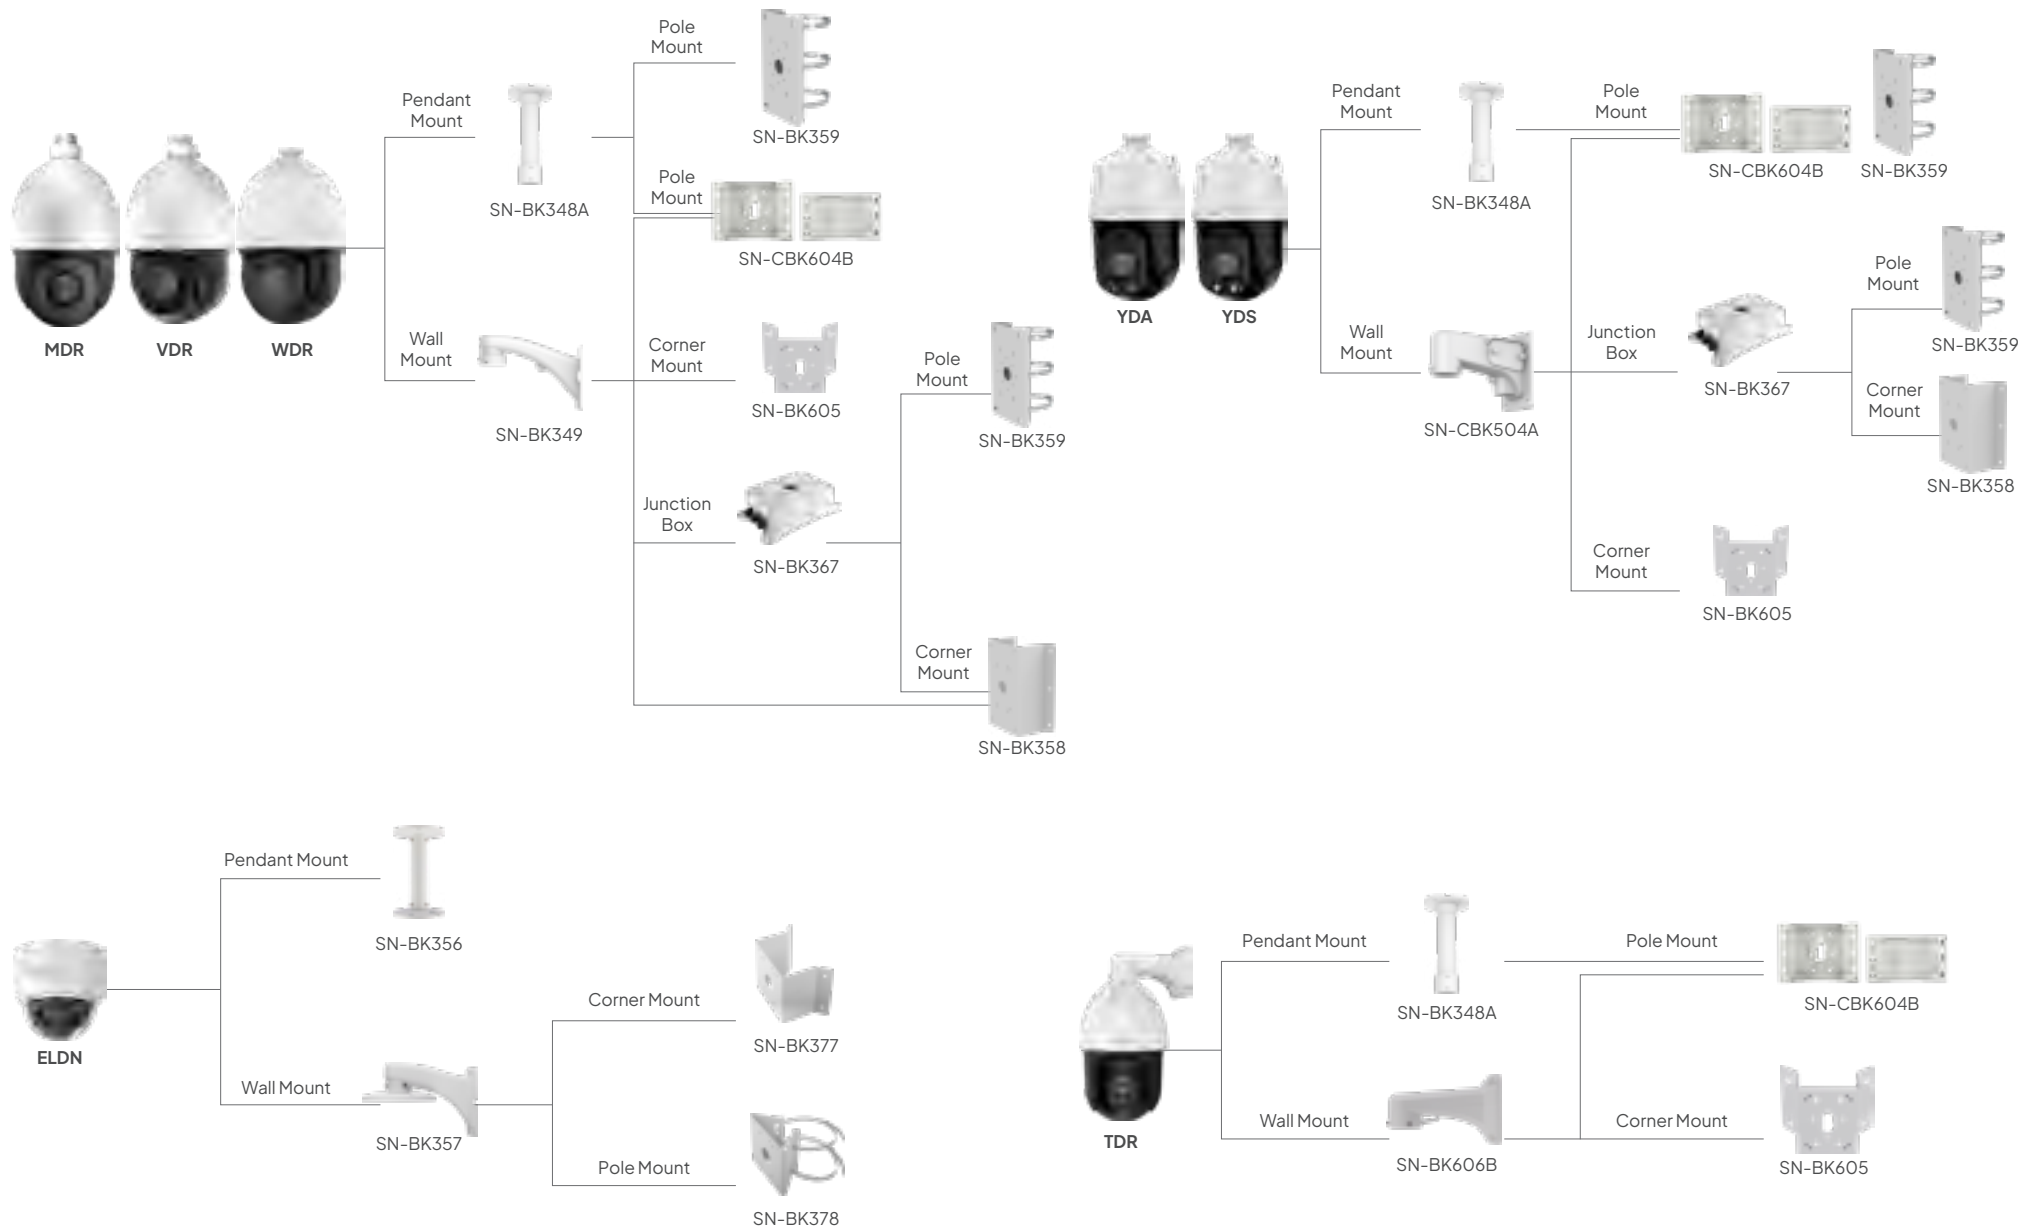 Pole
Mount
SN-BK359
Pendant
Mount
SN-BK348A
Pole
Mount
SN-CBK604B
MDR
VDR
WDR
Wall
Mount
SN-BK349
Corner
Mount
SN-BK605
Pole
Mount
SN-BK359
Junction
Box
SN-BK367
Corner
Mount
SN-BK358
Pendant
Mount
SN-BK348A
Pole
Mount
SN-CBK604B
SN-BK359
YDA
YDS
Wall
Mount
SN-CBK504A
Junction
Box
SN-BK367
Pole
Mount
SN-BK359
Corner
Mount
SN-BK358
Corner
Mount
SN-BK605
Pendant Mount
SN-BK356
ELDN
Wall Mount
SN-BK357
Corner Mount
SN-BK377
Pole Mount
SN-BK378
Pendant Mount
SN-BK348A
Pole Mount
SN-CBK604B
TDR
Wall Mount
SN-BK606B
Corner Mount
SN-BK605